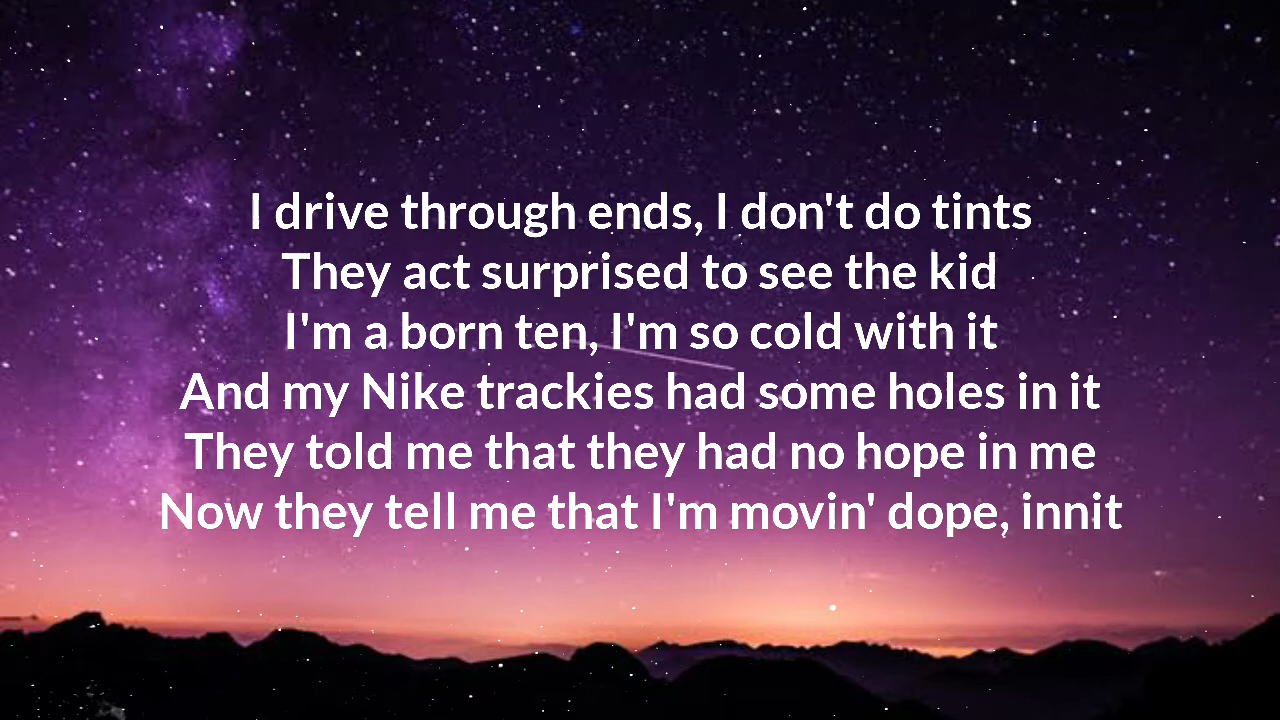 I drive through ends, I don't do tints
They act surprised to see the kid
I'm a born ten, I'm so cold with it
And my Nike trackies had some holes in it
They told me that they had no hope in me
Now they tell me that I'm movin' dope, innit